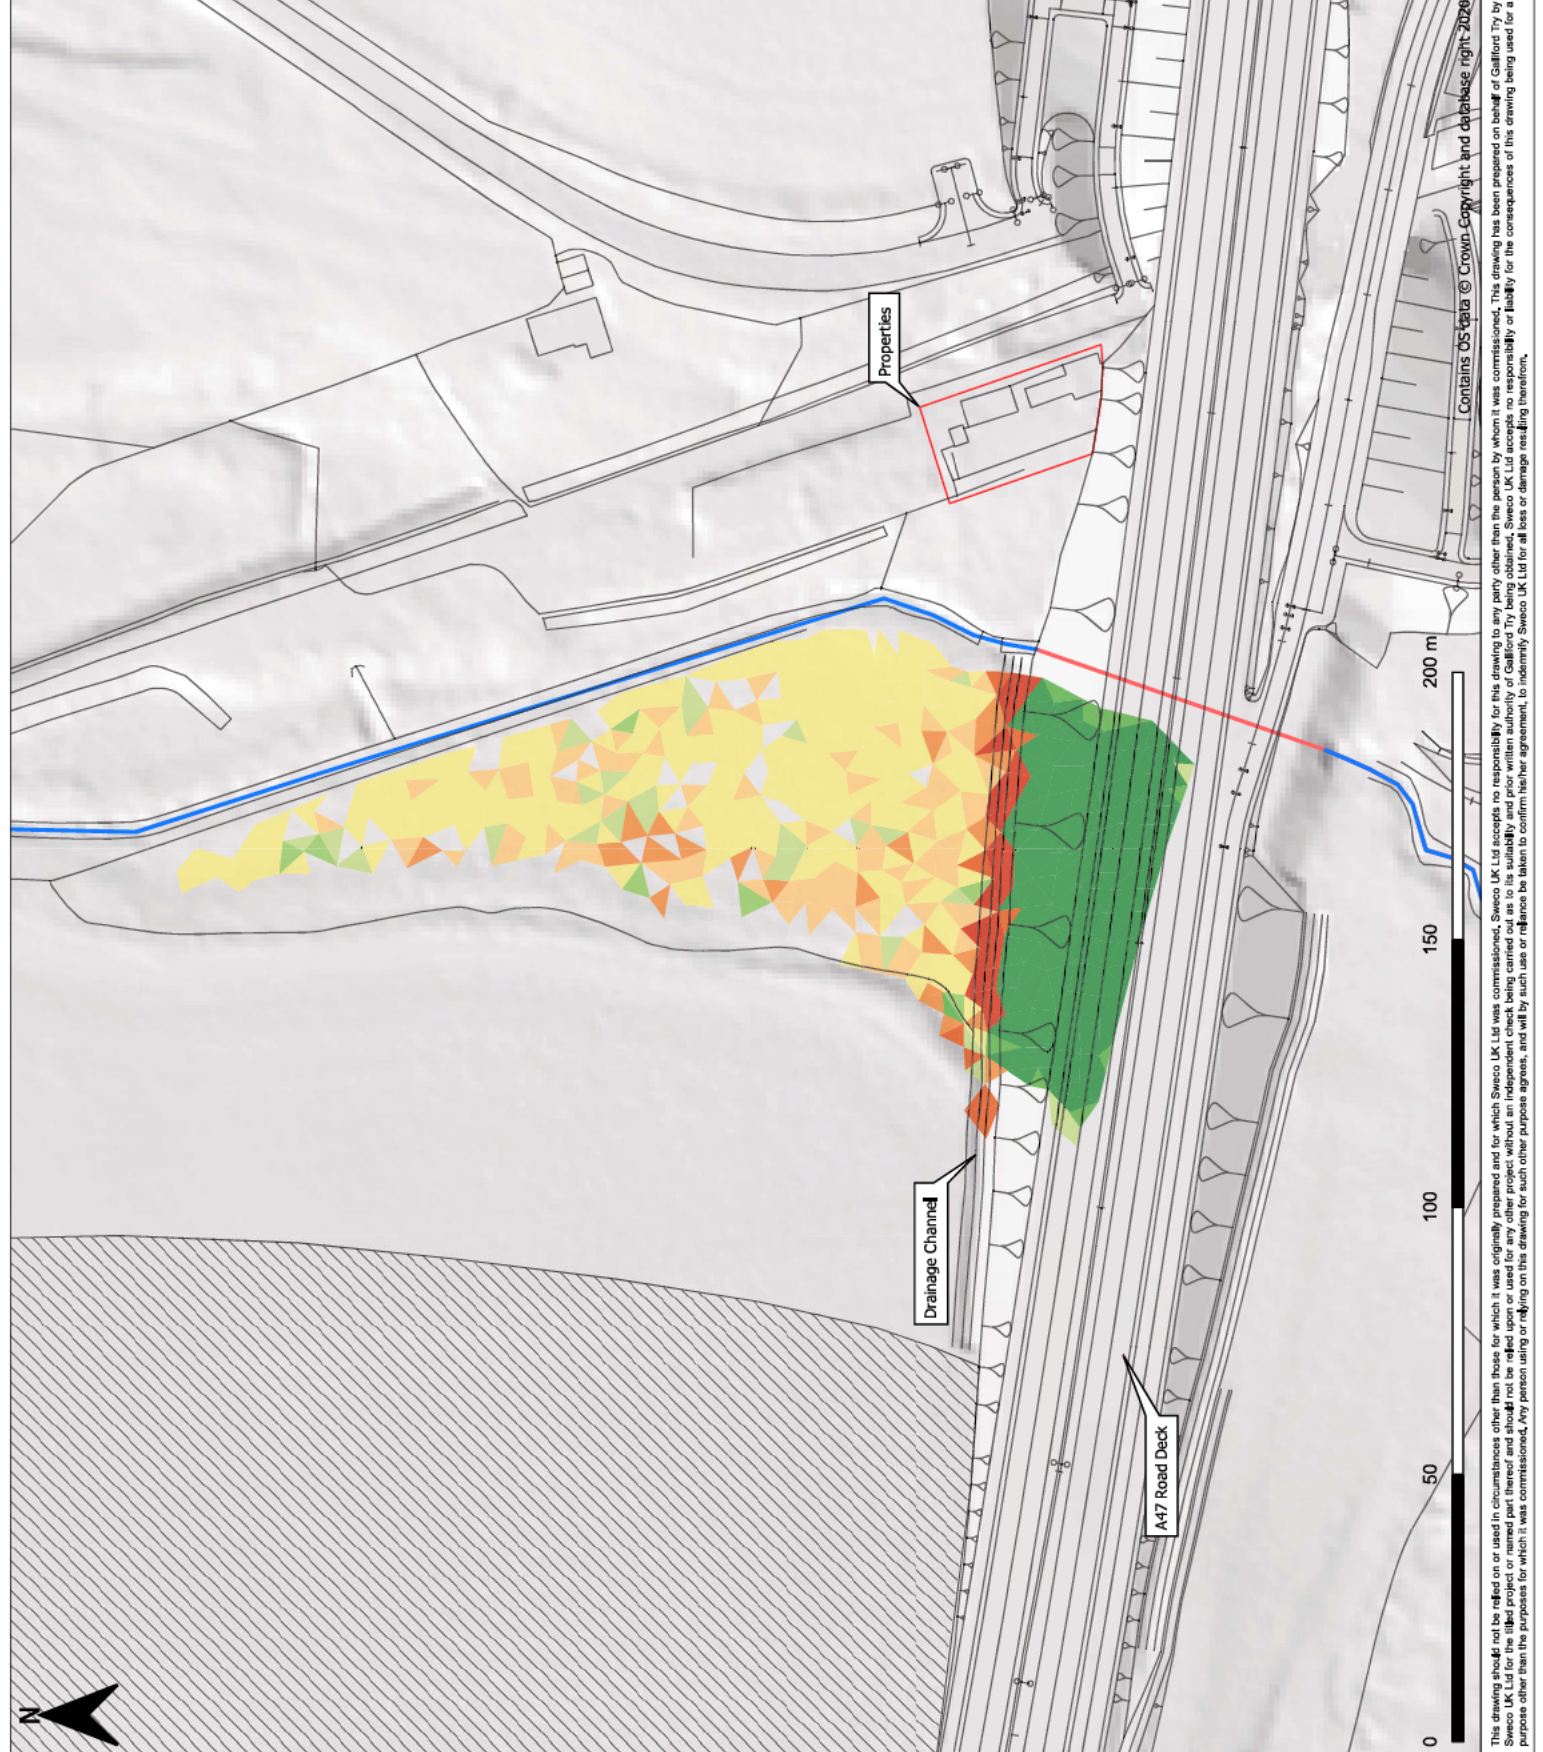 N
Properties
Drainage Channel
A47 Road Deck
0 50 100 150 200 m
Contains OS data © Crown Copyright and database right 2020
This drawing should not be relied on or used in circumstances other than those for which it was originally prepared and for which Sweco UK Ltd was commissioned. Sweco UK Ltd accepts no responsibility for this drawing to any party other than the person by whom it was commissioned. This drawing has been prepared on behalf of Galliford Try by
Sweco UK Ltd for the titled project or named part thereof and should not be relied upon or used for any other project without an independent check being carried out as to its suitability and prior written authority of Galliford Try being obtained. Sweco UK Ltd accepts no responsibility or liability for the consequences of this drawing being used for a
purpose other than the purposes for which it was commissioned. Any person using or relying on this drawing for such other purpose agrees, and will by such use or reliance be taken to confirm his/her agreement, to indemnify Sweco UK Ltd for all loss or damage resulting therefrom.